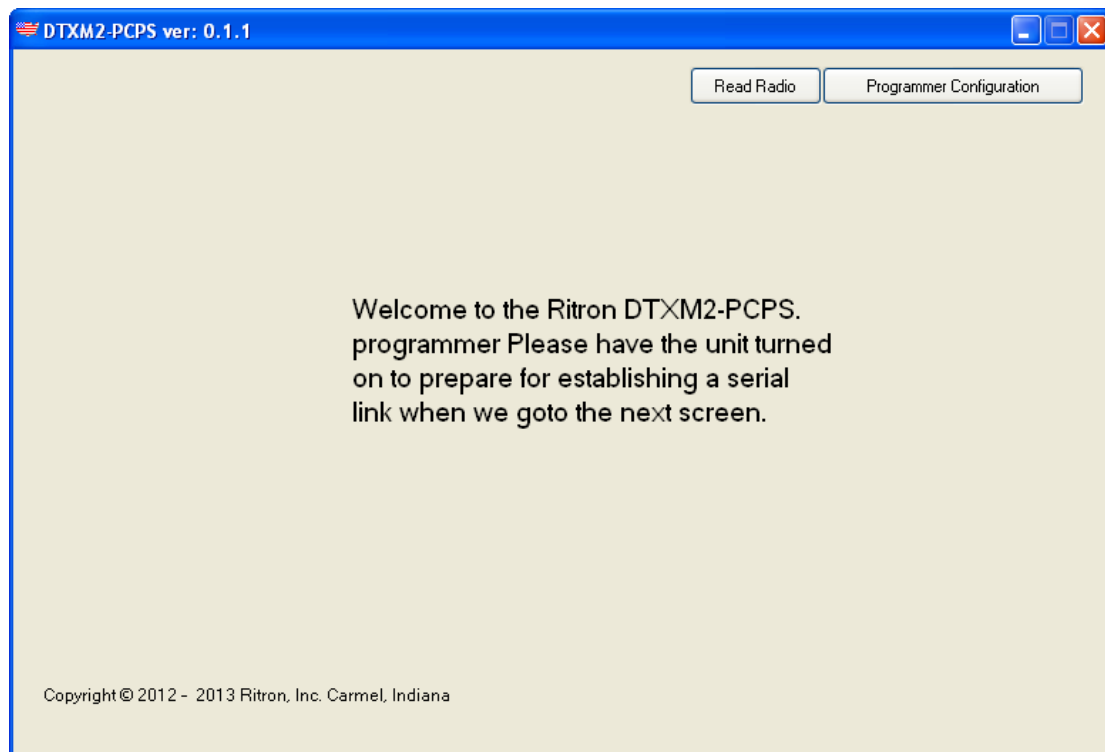 DTXM2-PCPS ver: 0.1.1
Read Radio
Programmer Configuration
Welcome to the Ritron DTXM2-PCPS.
programmer Please have the unit turned
on to prepare for establishing a serial
link when we goto the next screen.
Copyright © 2012 - 2013 Ritron, Inc. Carmel, Indiana